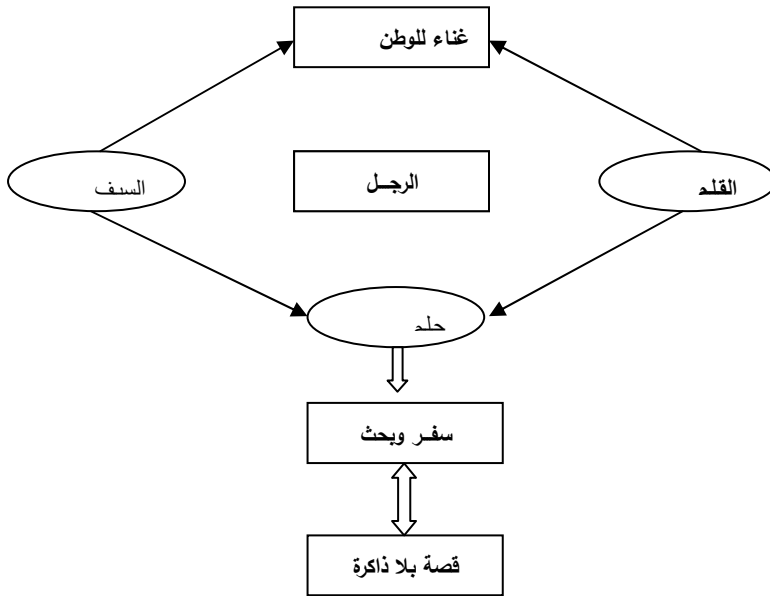 غناء للوطن
القلم
الرجل
السيف
حلم
سفر وبحث
قصة بلا ذاكرة